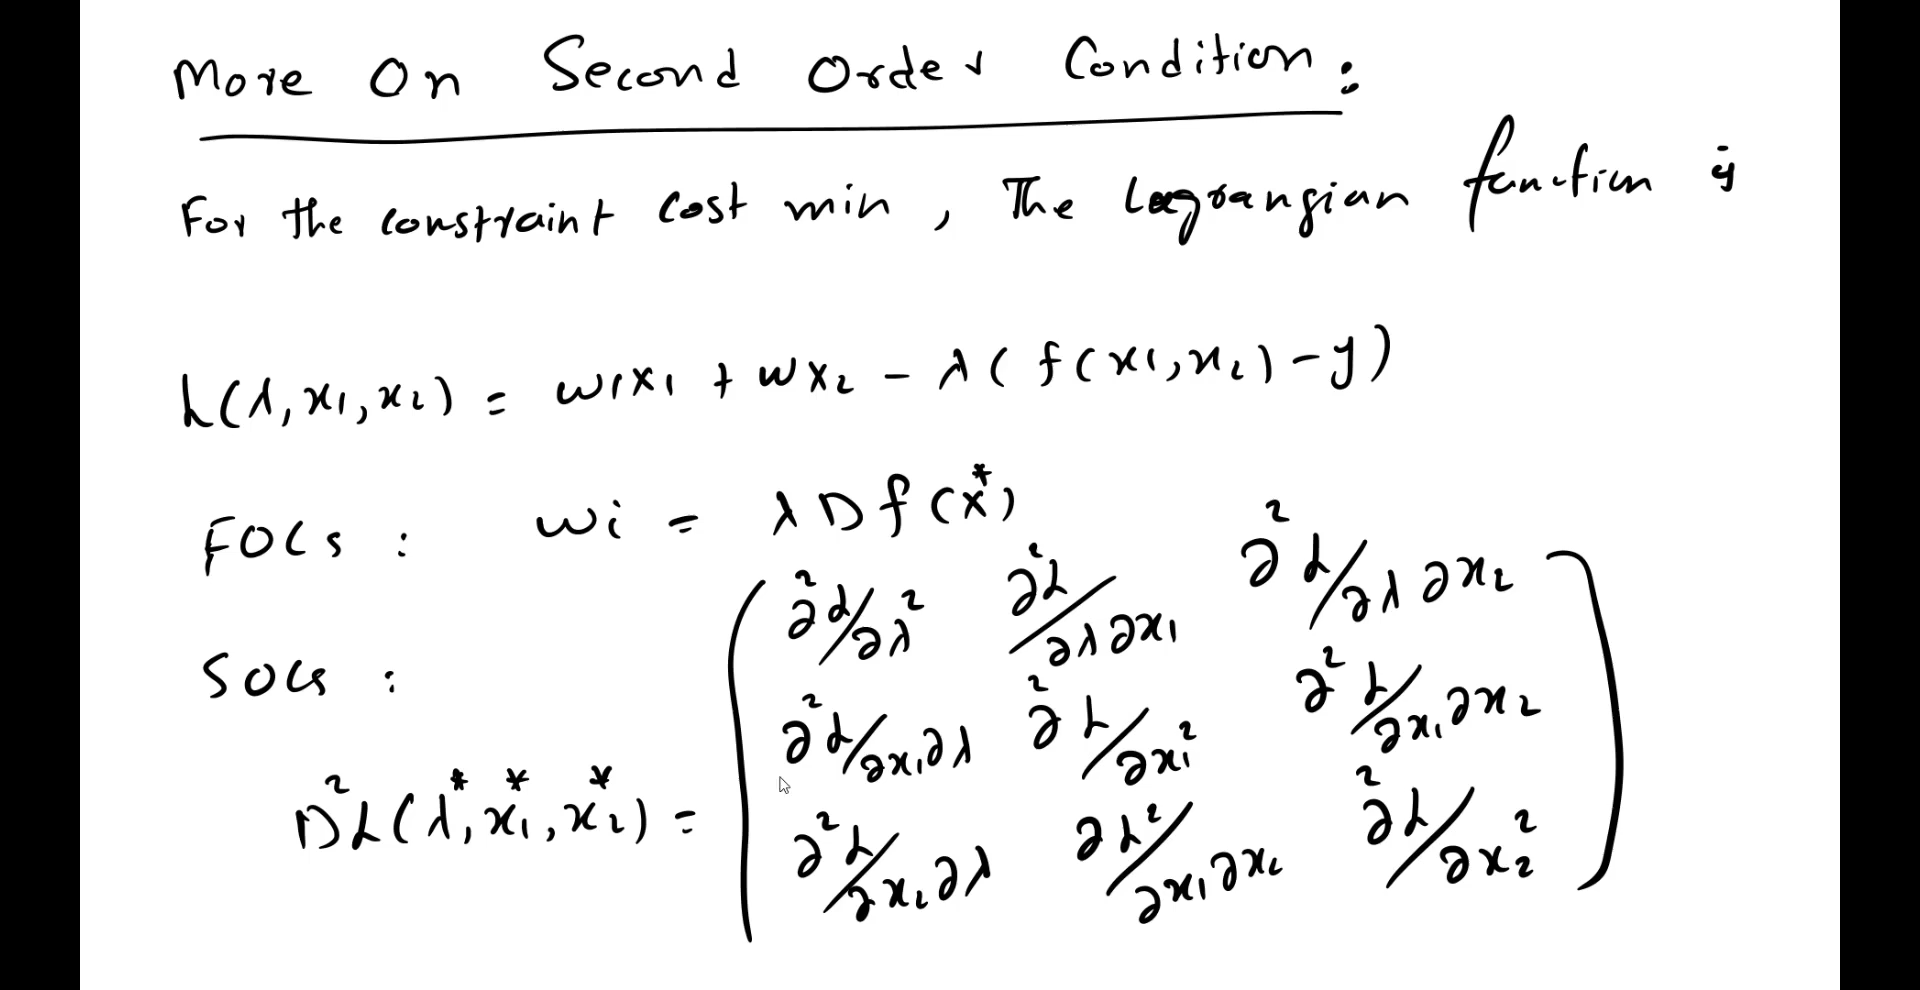 More On Second Order Condition:
For the constraint cost min, The Lagrangian function is
L(λ, x₁, x₂) = w₁x₁ + wx₂ - λ(f(x₁, x₂) - y)
FOCs : wi = λDf(x*)
SOCs :
D²L(λ*, x₁*, x₂*) =
∂²L/∂λ² ∂²L/∂λ∂x₁ ∂²L/∂λ∂x₂
∂²L/∂x₁∂λ ∂²L/∂x₁² ∂²L/∂x₁∂x₂
∂²L/∂x₂∂λ ∂L²/∂x₁∂x₂ ∂²L/∂x₂²